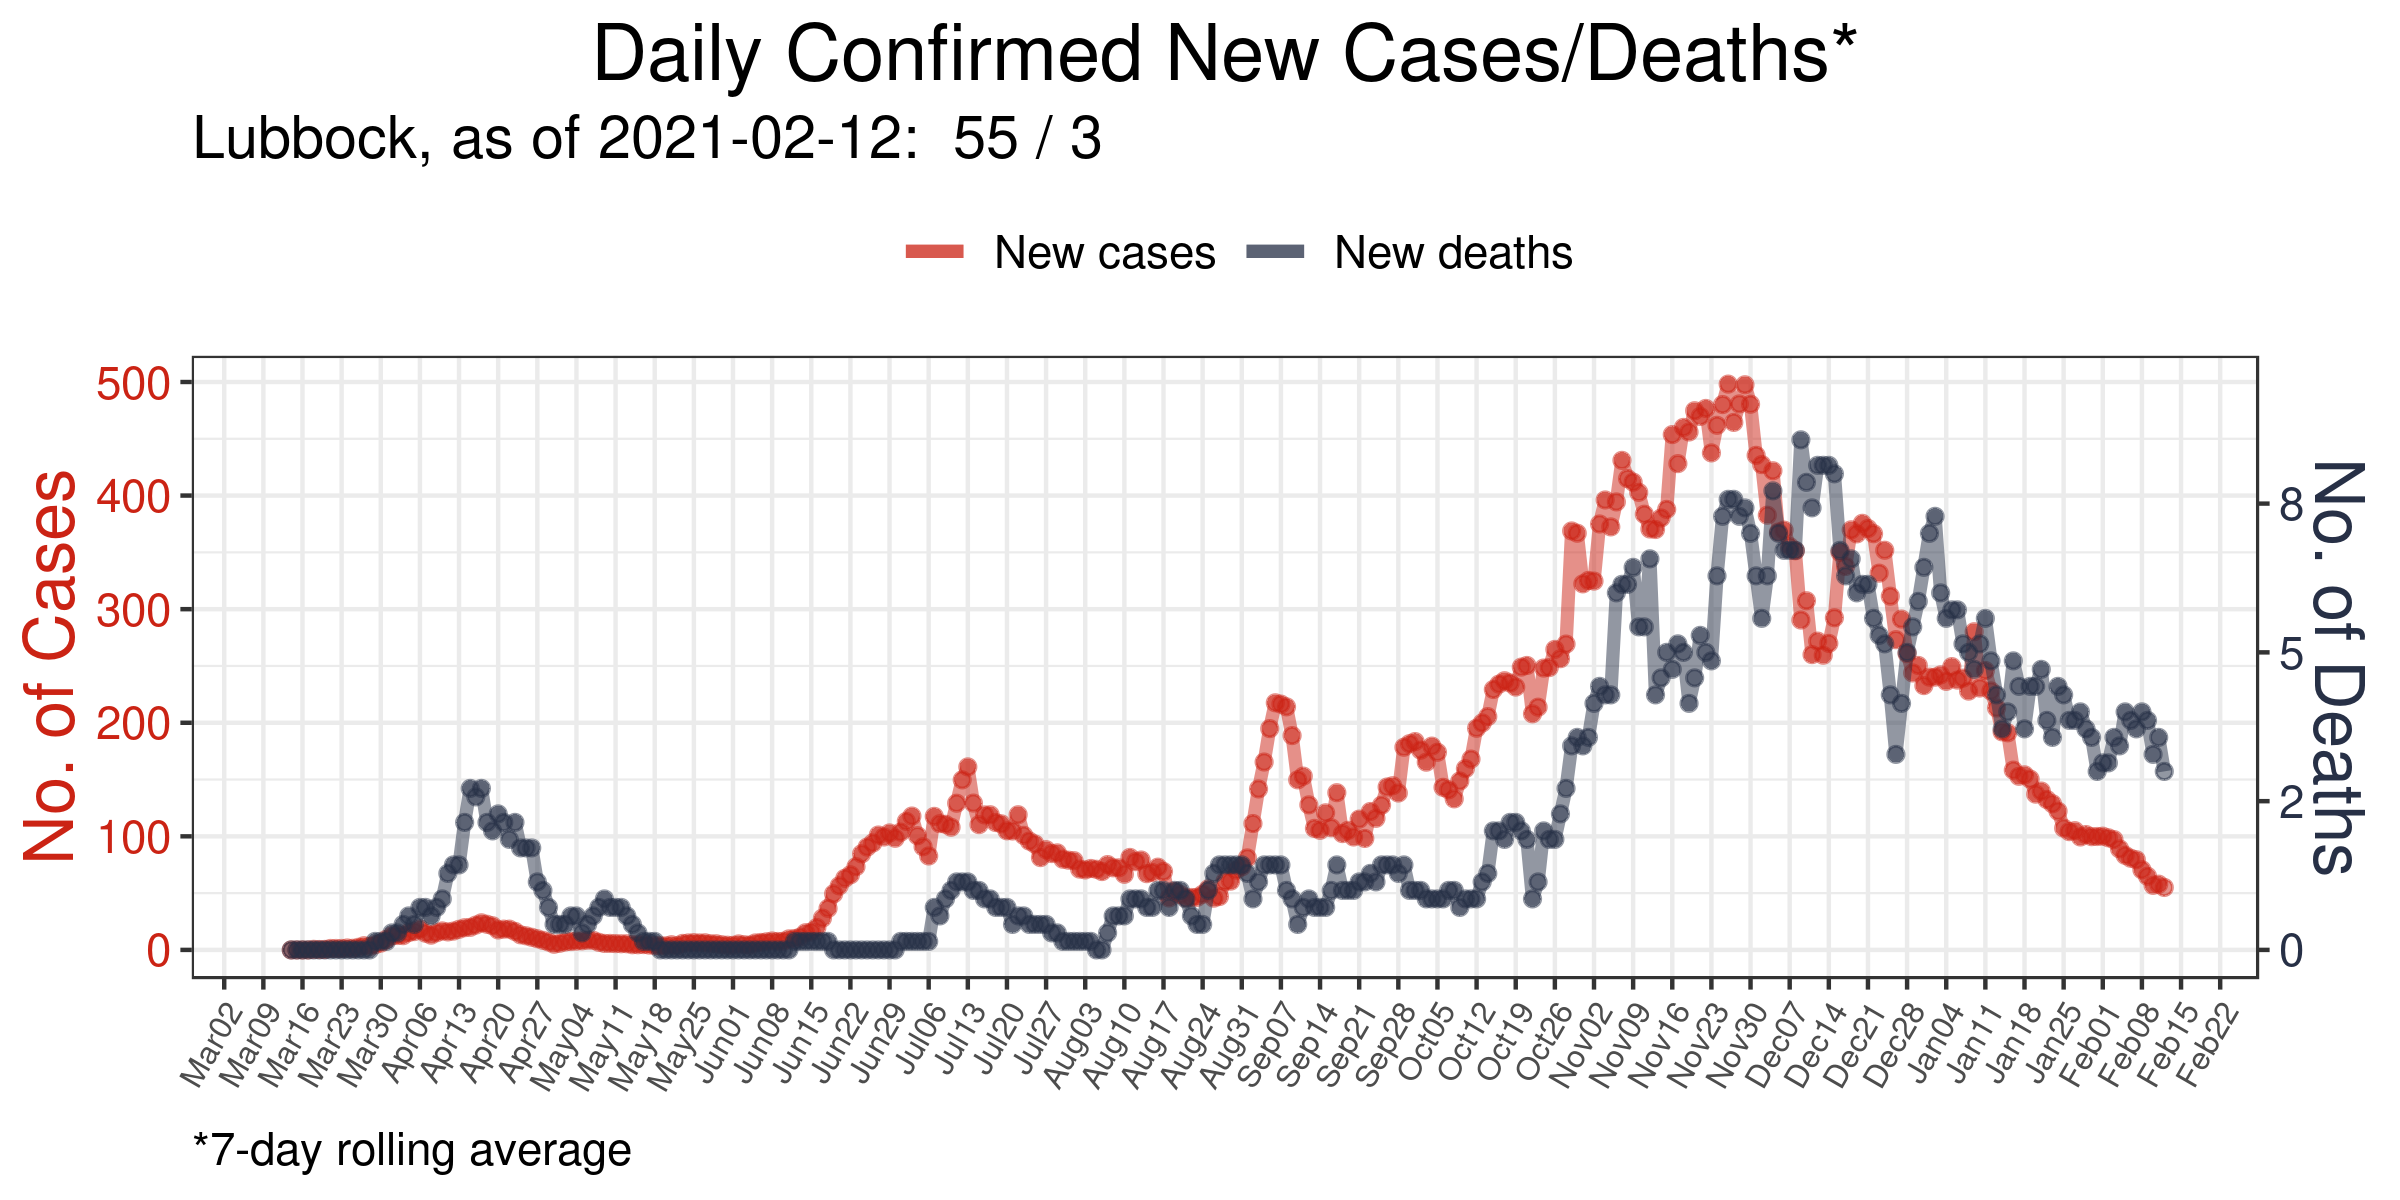 Daily Confirmed New Cases/Deaths*
Lubbock, as of 2021-02-12:  55 / 3
New cases New deaths
No. of Cases
500
400
300
200
100
0
8
5
2
0
No. of Deaths
Mar02 Mar09 Mar16 Mar23 Mar30 Apr06 Apr13 Apr20 Apr27 May04 May11 May18 May25 Jun01 Jun08 Jun15 Jun22 Jun29 Jul06 Jul13 Jul20 Jul27 Aug03 Aug10 Aug17 Aug24 Aug31 Sep07 Sep14 Sep21 Sep28 Oct05 Oct12 Oct19 Oct26 Nov02 Nov09 Nov16 Nov23 Nov30 Dec07 Dec14 Dec21 Dec28 Jan04 Jan11 Jan18 Jan25 Feb01 Feb08 Feb15 Feb22
*7-day rolling average